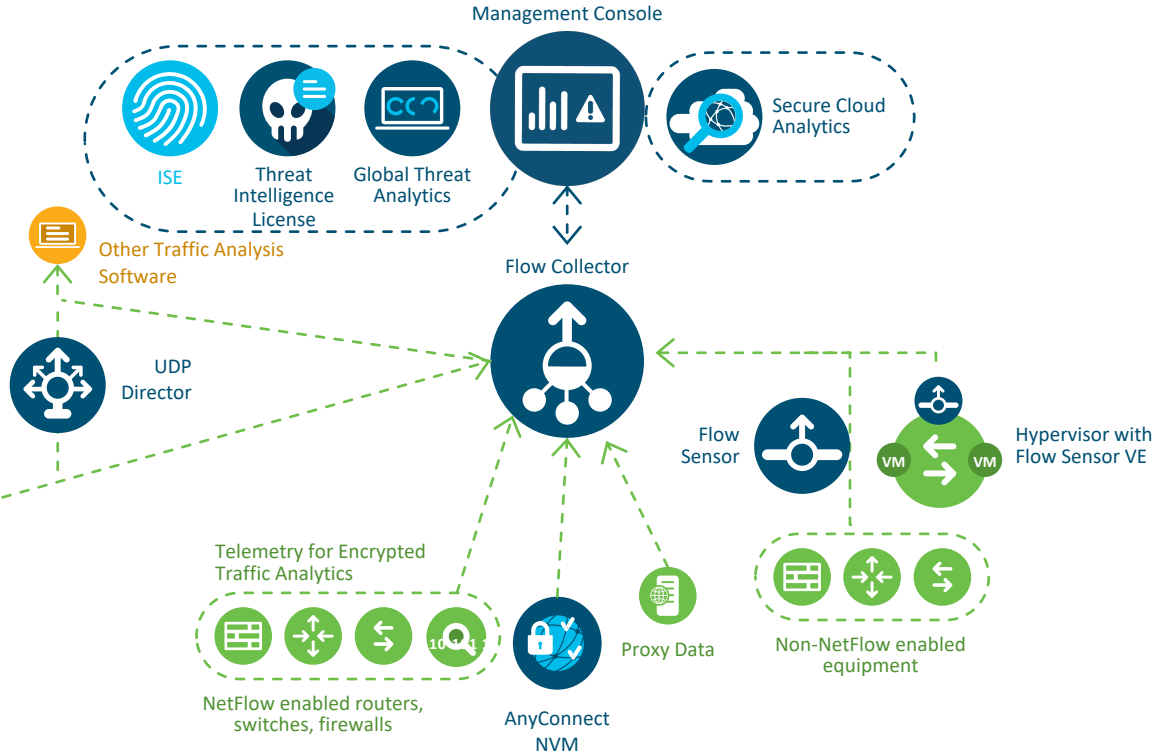 Management Console
ISE
Threat
Intelligence
License
Global Threat
Analytics
Secure Cloud
Analytics
Other Traffic Analysis
Software
Flow Collector
UDP
Director
Flow
Sensor
VM
VM
Hypervisor with
Flow Sensor VE
Telemetry for Encrypted
Traffic Analytics
NetFlow enabled routers,
switches, firewalls
AnyConnect
NVM
Proxy Data
Non-NetFlow enabled
equipment